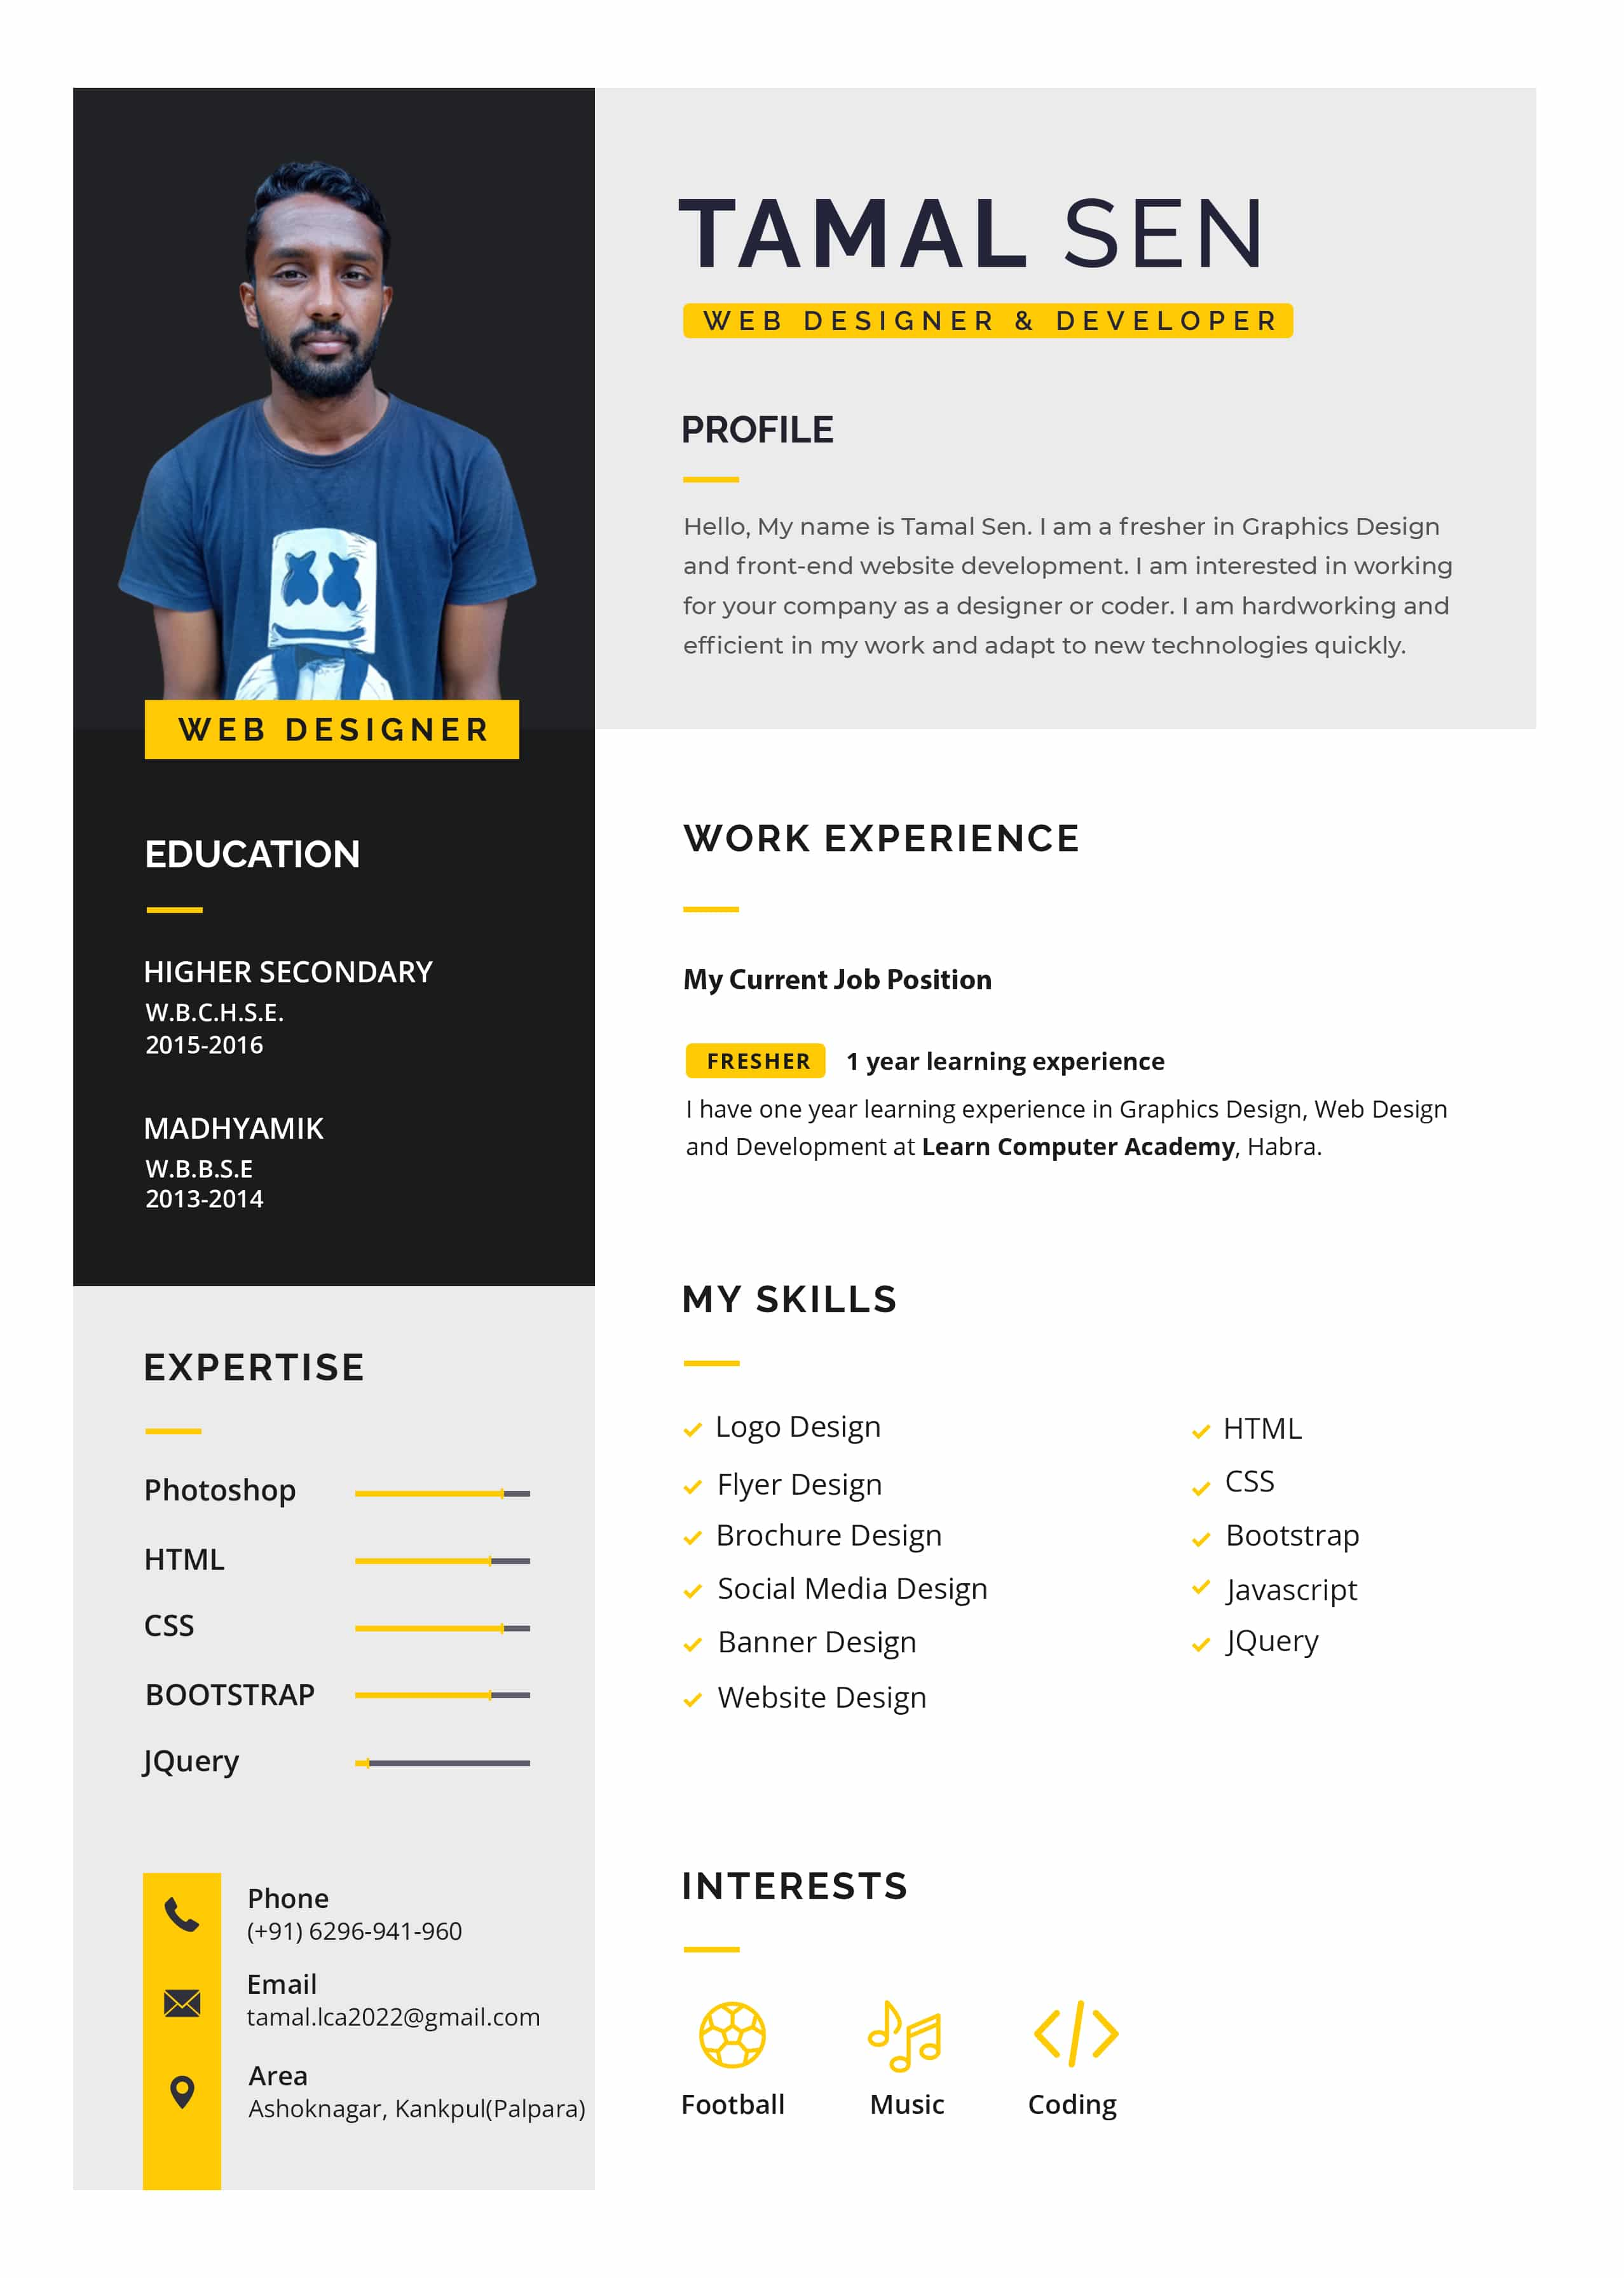 TAMAL SEN
WEB DESIGNER & DEVELOPER
PROFILE
Hello, My name is Tamal Sen. I am a fresher in Graphics Design
and front-end website development. I am interested in working
for your company as a designer or coder. I am hardworking and
efficient in my work and adapt to new technologies quickly.
WEB DESIGNER
EDUCATION
HIGHER SECONDARY
W.B.C.H.S.E.
2015-2016
MADHYAMIK
W.B.B.S.E
2013-2014
EXPERTISE
Photoshop
HTML
CSS
BOOTSTRAP
JQuery
Phone
(+91) 6296-941-960
Email
tamal.lca2022@gmail.com
Area
Ashoknagar, Kankpul(Palpara)
WORK EXPERIENCE
My Current Job Position
FRESHER 1 year learning experience
I have one year learning experience in Graphics Design, Web Design
and Development at Learn Computer Academy, Habra.
MY SKILLS
Logo Design
Flyer Design
Brochure Design
Social Media Design
Banner Design
Website Design
HTML
CSS
Bootstrap
Javascript
JQuery
INTERESTS
Football
Music
Coding